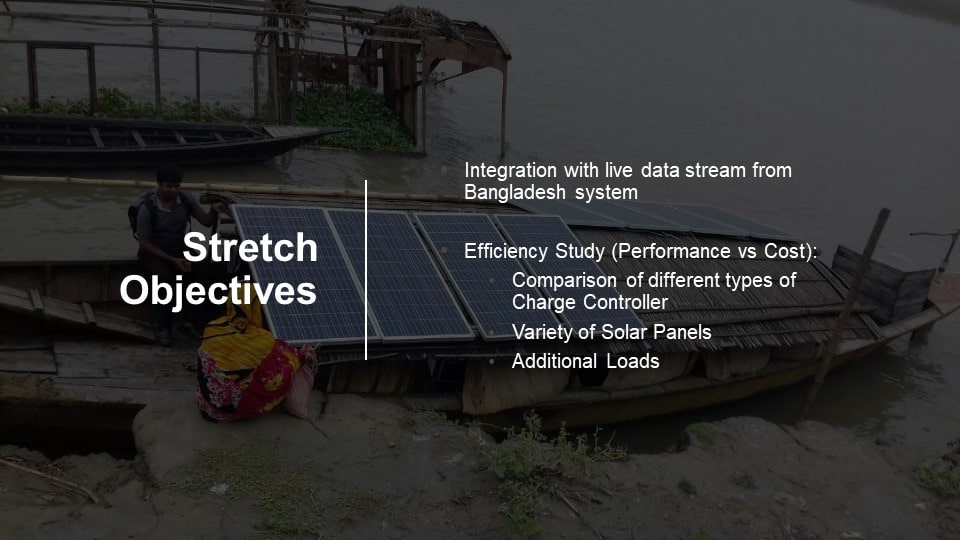 Stretch
Objectives
Integration with live data stream from
Bangladesh system
Efficiency Study (Performance vs Cost):
Comparison of different types of
Charge Controller
Variety of Solar Panels
Additional Loads